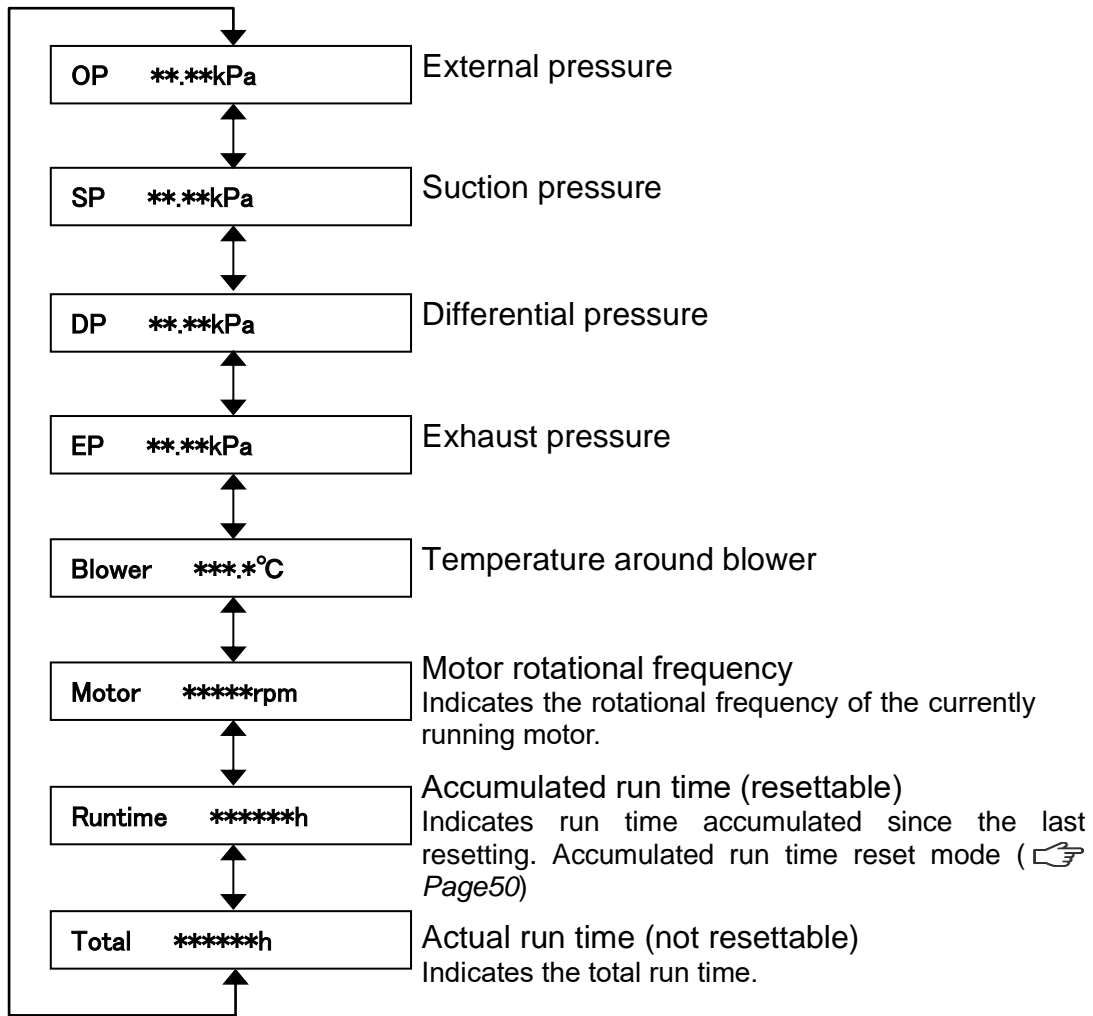 OP **.**kPa
External pressure
SP **.**kPa
Suction pressure
DP **.**kPa
Differential pressure
EP **.**kPa
Exhaust pressure
Blower ***.*℃
Temperature around blower
Motor *****rpm
Motor rotational frequency
Indicates the rotational frequency of the currently
running motor.
Runtime ******h
Accumulated run time (resettable)
Indicates run time accumulated since the last
resetting. Accumulated run time reset mode (☞
Page50)
Total ******h
Actual run time (not resettable)
Indicates the total run time.